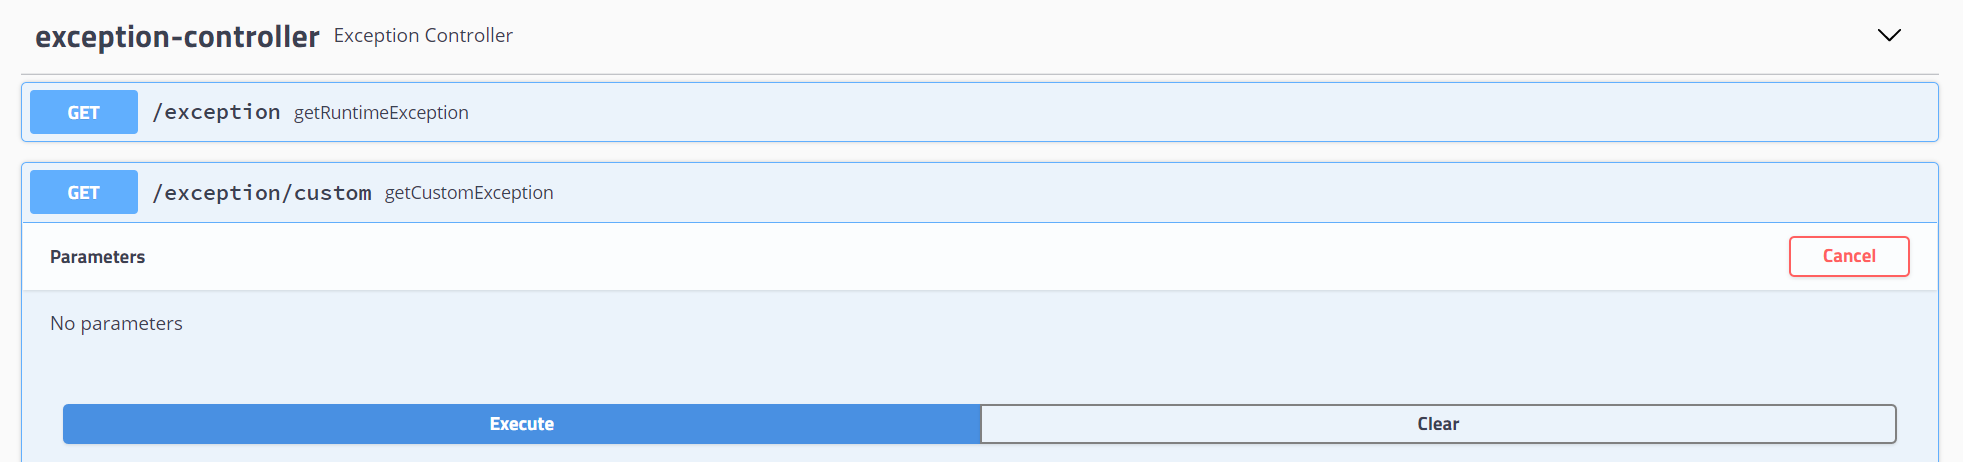 exception-controller Exception Controller
GET /exception getRuntimeException
GET /exception/custom getCustomException
Parameters Cancel
No parameters
Execute Clear